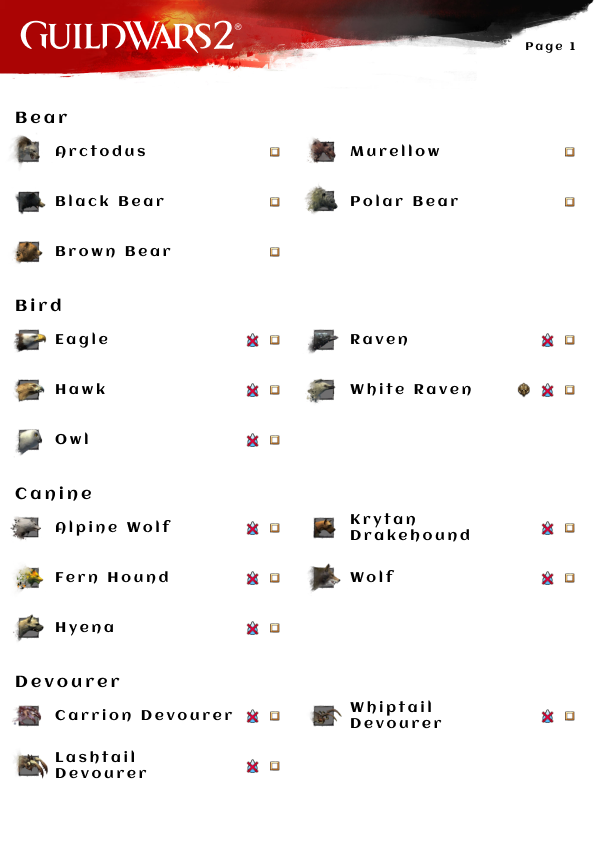 GUILDWARS2®
Page 1
Bear
Arctodus
Murellow
Black Bear
Polar Bear
Brown Bear
Bird
Eagle
Raven
Hawk
White Raven
Owl
Canine
Alpine Wolf
Krytan
Drakehound
Fern Hound
Wolf
Hyena
Devourer
Carrion Devourer
Whiptail
Devourer
Lashtail
Devourer